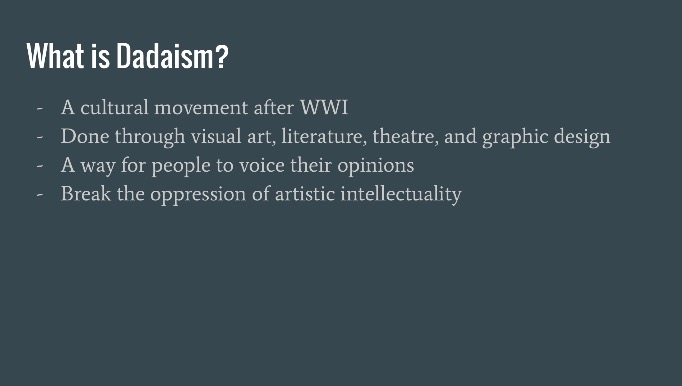 What is Dadaism?
- A cultural movement after WWI
- Done through visual art, literature, theatre, and graphic design
- A way for people to voice their opinions
- Break the oppression of artistic intellectuality